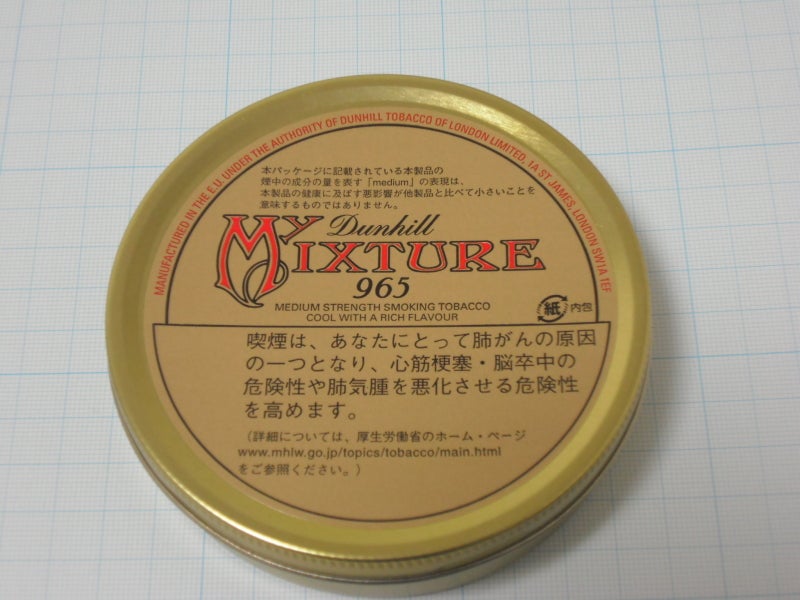 MANUFACTURED IN THE E.U. UNDER THE AUTHORITY OF DUNHILL TOBACCO OF LONDON LIMITED, 1A ST JAMES, LONDON SW1A 1EF
本パッケージに記載されている本製品の
煙中の成分の量を表す「medium」の表現は、
本製品の健康に及ぼす悪影響が他製品と比べて小さいことを
意味するものではありません。
My Dunhill
MIXTURE
965
MEDIUM STRENGTH SMOKING TOBACCO
COOL WITH A RICH FLAVOUR
紙 内包
喫煙は、あなたにとって肺がんの原因
の一つとなり、心筋梗塞・脳卒中の
危険性や肺気腫を悪化させる危険性
を高めます。
（詳細については、厚生労働省のホーム・ページ
www.mhlw.go.jp/topics/tobacco/main.html
をご参照ください。）